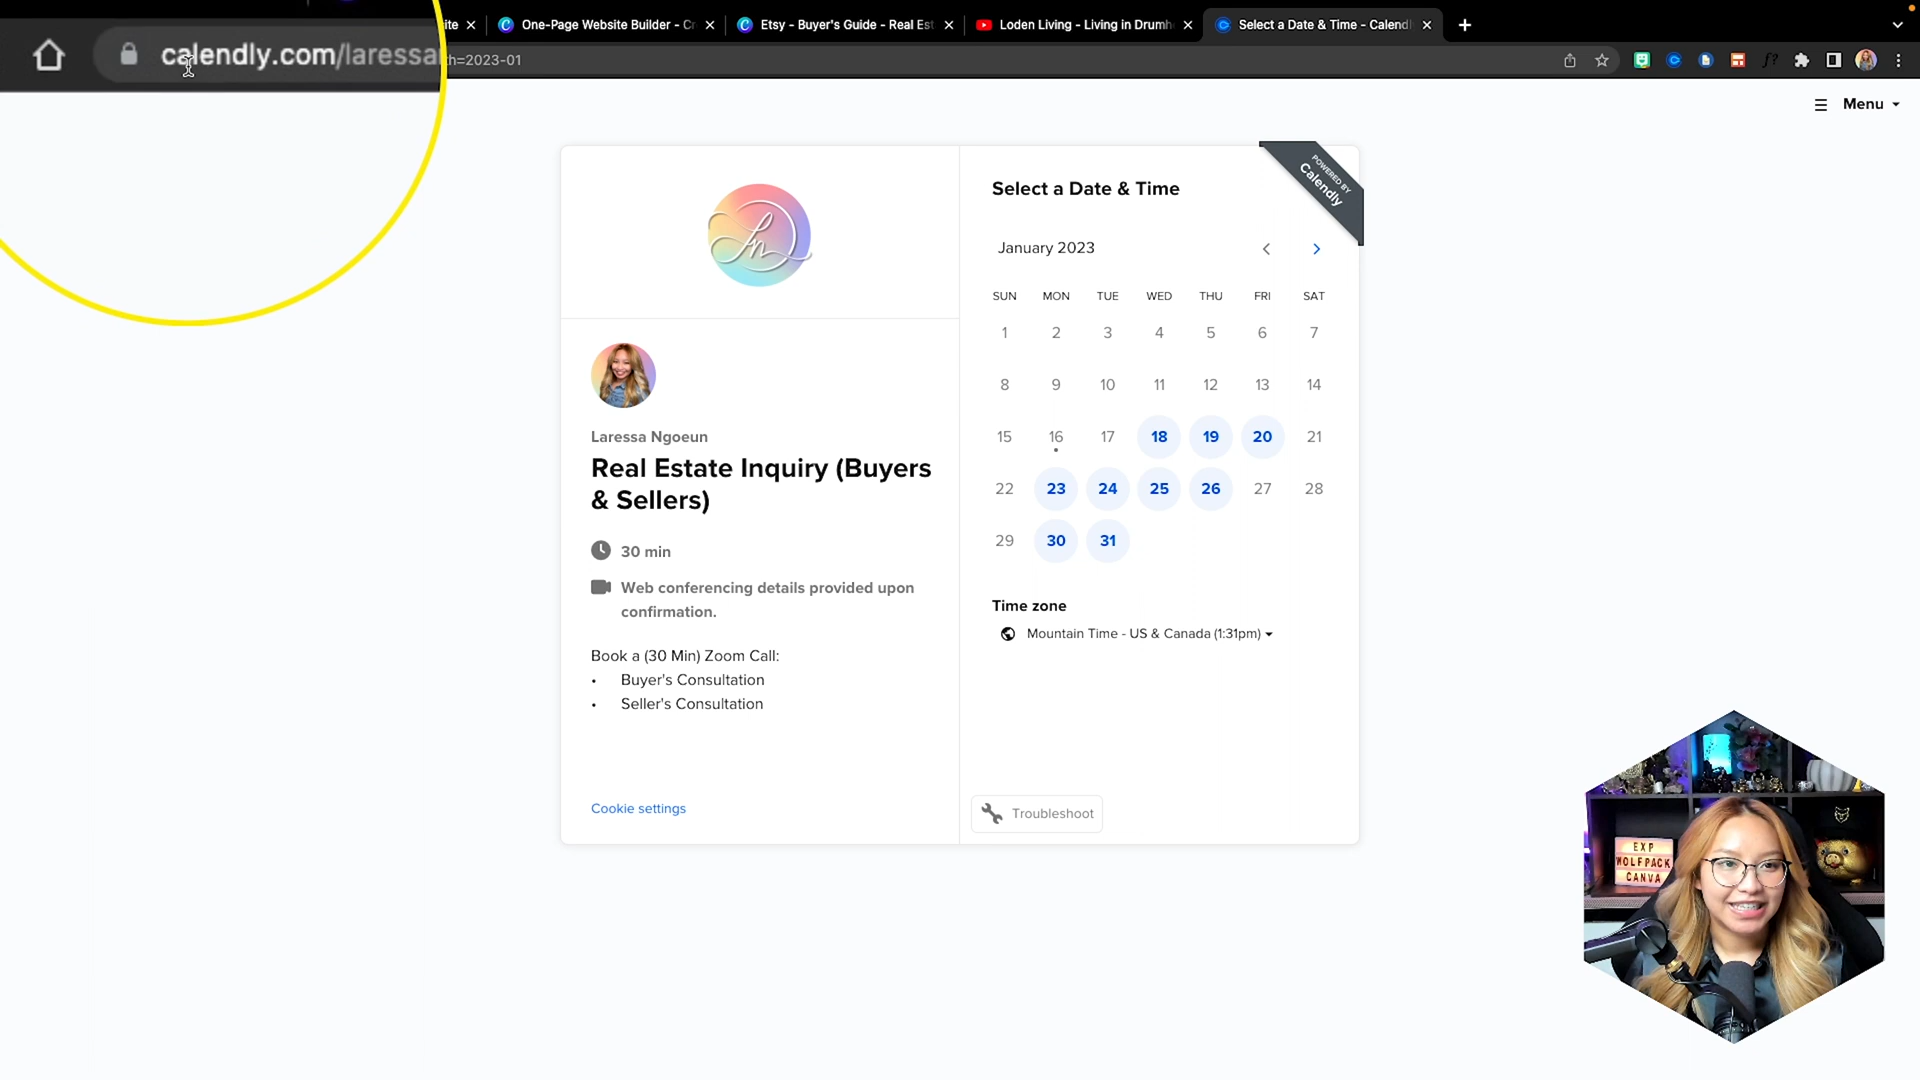 ite
One-Page Website Builder - Cr
Etsy - Buyer's Guide - Real Est
Loden Living - Living in Drumh
Select a Date & Time - Calendl
calendly.com/laressa
h=2023-01
Menu
POWERED BY
Calendly
Select a Date & Time
January 2023
SUN MON TUE WED THU FRI SAT
1 2 3 4 5 6 7
8 9 10 11 12 13 14
15 16 17 18 19 20 21
22 23 24 25 26 27 28
29 30 31
Time zone
Mountain Time - US & Canada (1:31pm)
Troubleshoot
Laressa Ngoeun
Real Estate Inquiry (Buyers
& Sellers)
30 min
Web conferencing details provided upon
confirmation.
Book a (30 Min) Zoom Call:
• Buyer's Consultation
• Seller's Consultation
Cookie settings
EXP
WOLFPACK
CANVA